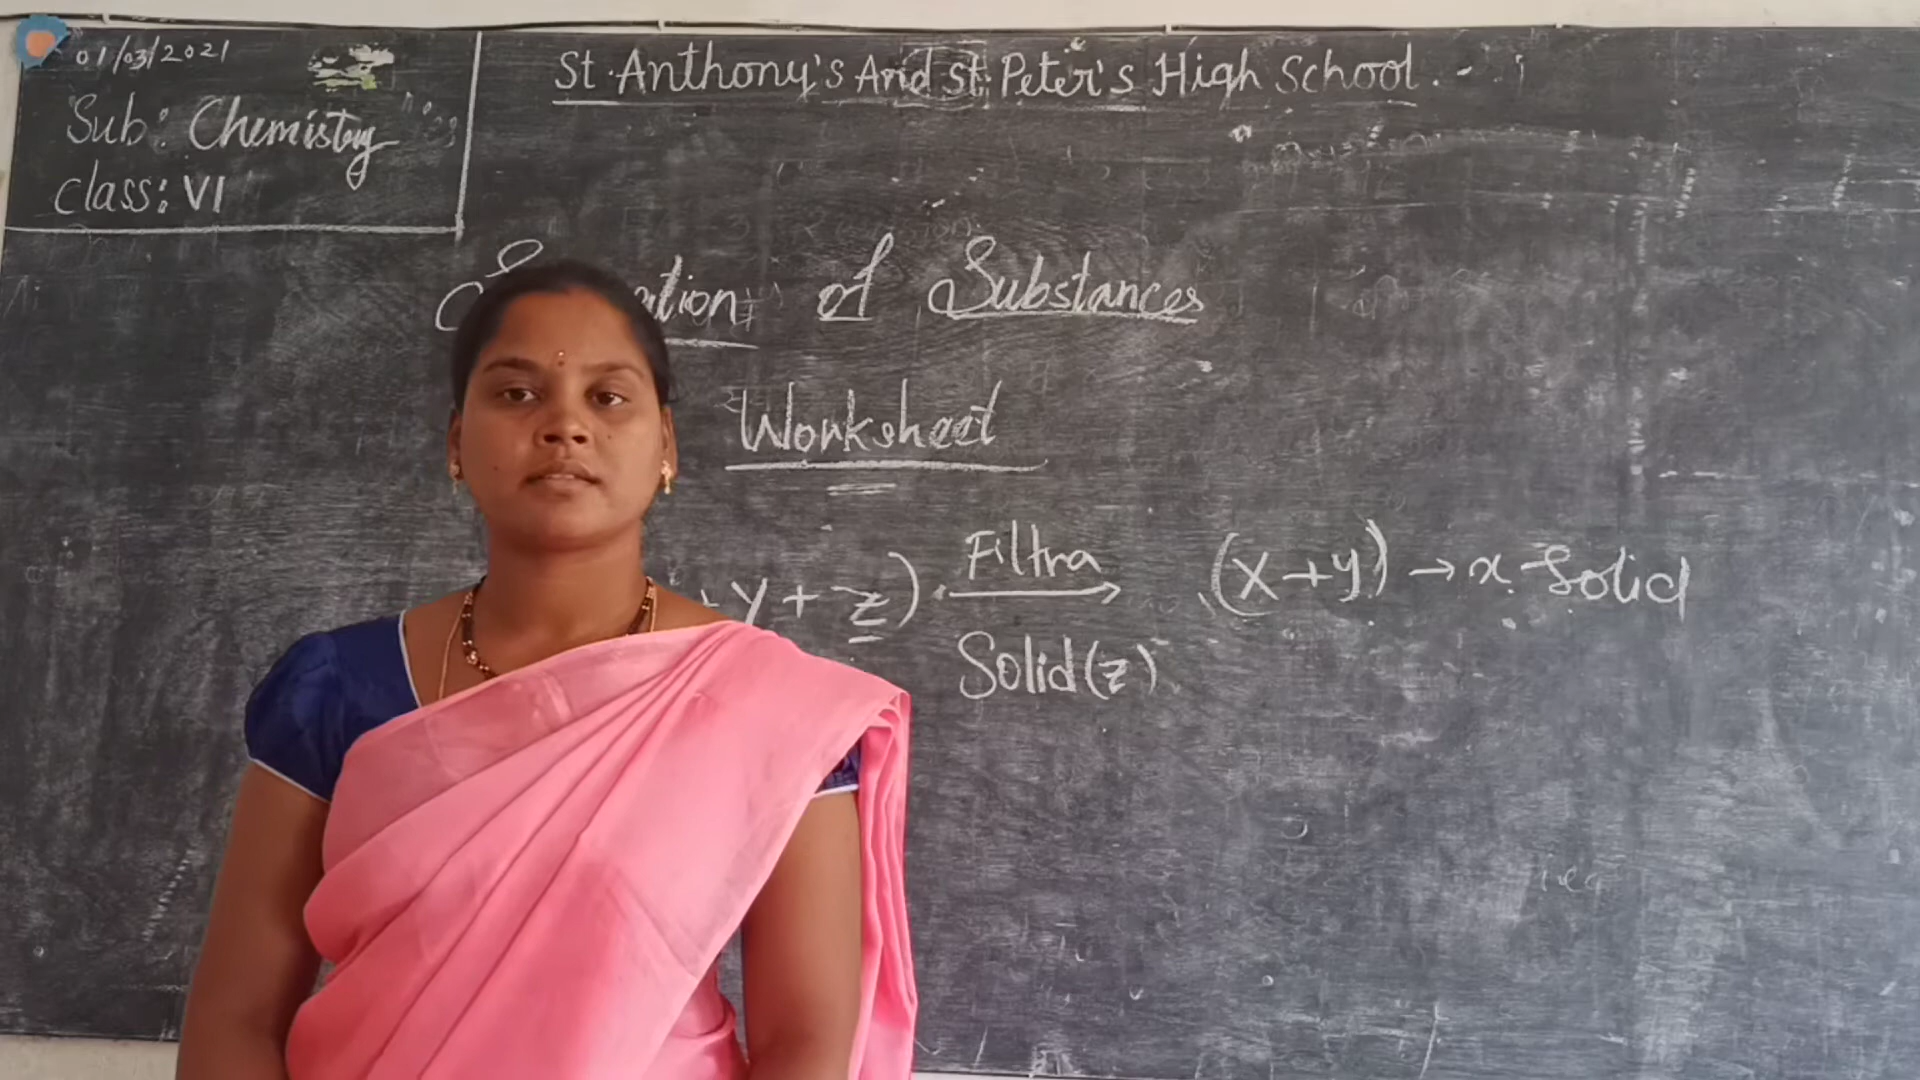 01/03/2021
Sub: Chemistry
class: VI
St. Anthony's And St. Peter's High School.
ation of Substances
Worksheet
+ Y + z) Filtra → (X+y) → x - Solid
Solid (z)